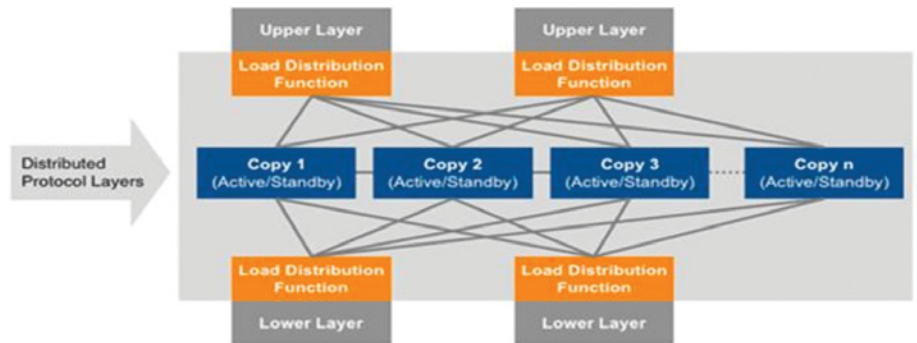 Upper Layer
Upper Layer
Load Distribution
Function
Load Distribution
Function
Distributed
Protocol Layers
Copy 1
(Active/Standby)
Copy 2
(Active/Standby)
Copy 3
(Active/Standby)
Copy n
(Active/Standby)
Load Distribution
Function
Load Distribution
Function
Lower Layer
Lower Layer